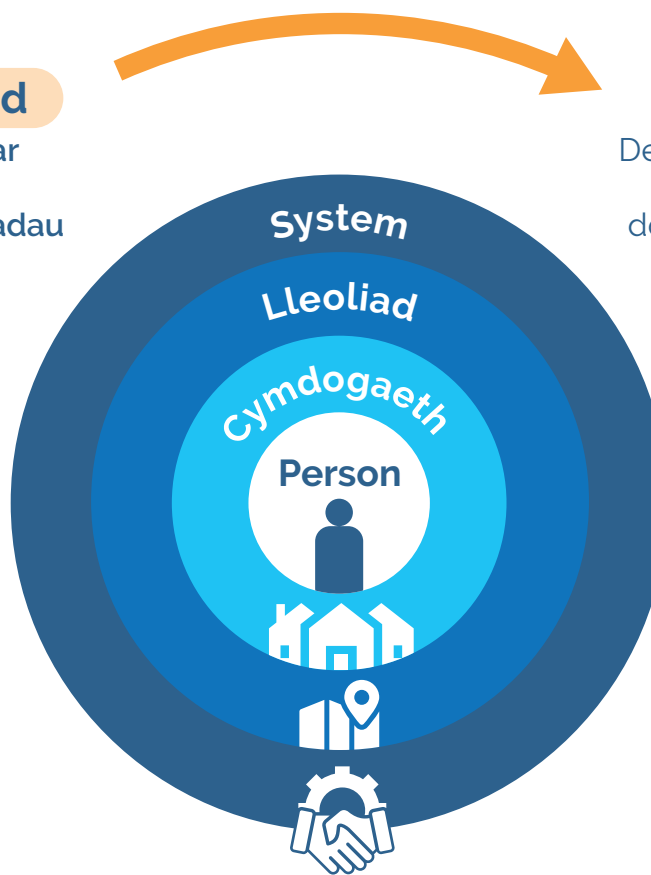 d
ar
adau
De
de
System
Lleoliad
Cymdogaeth
Person